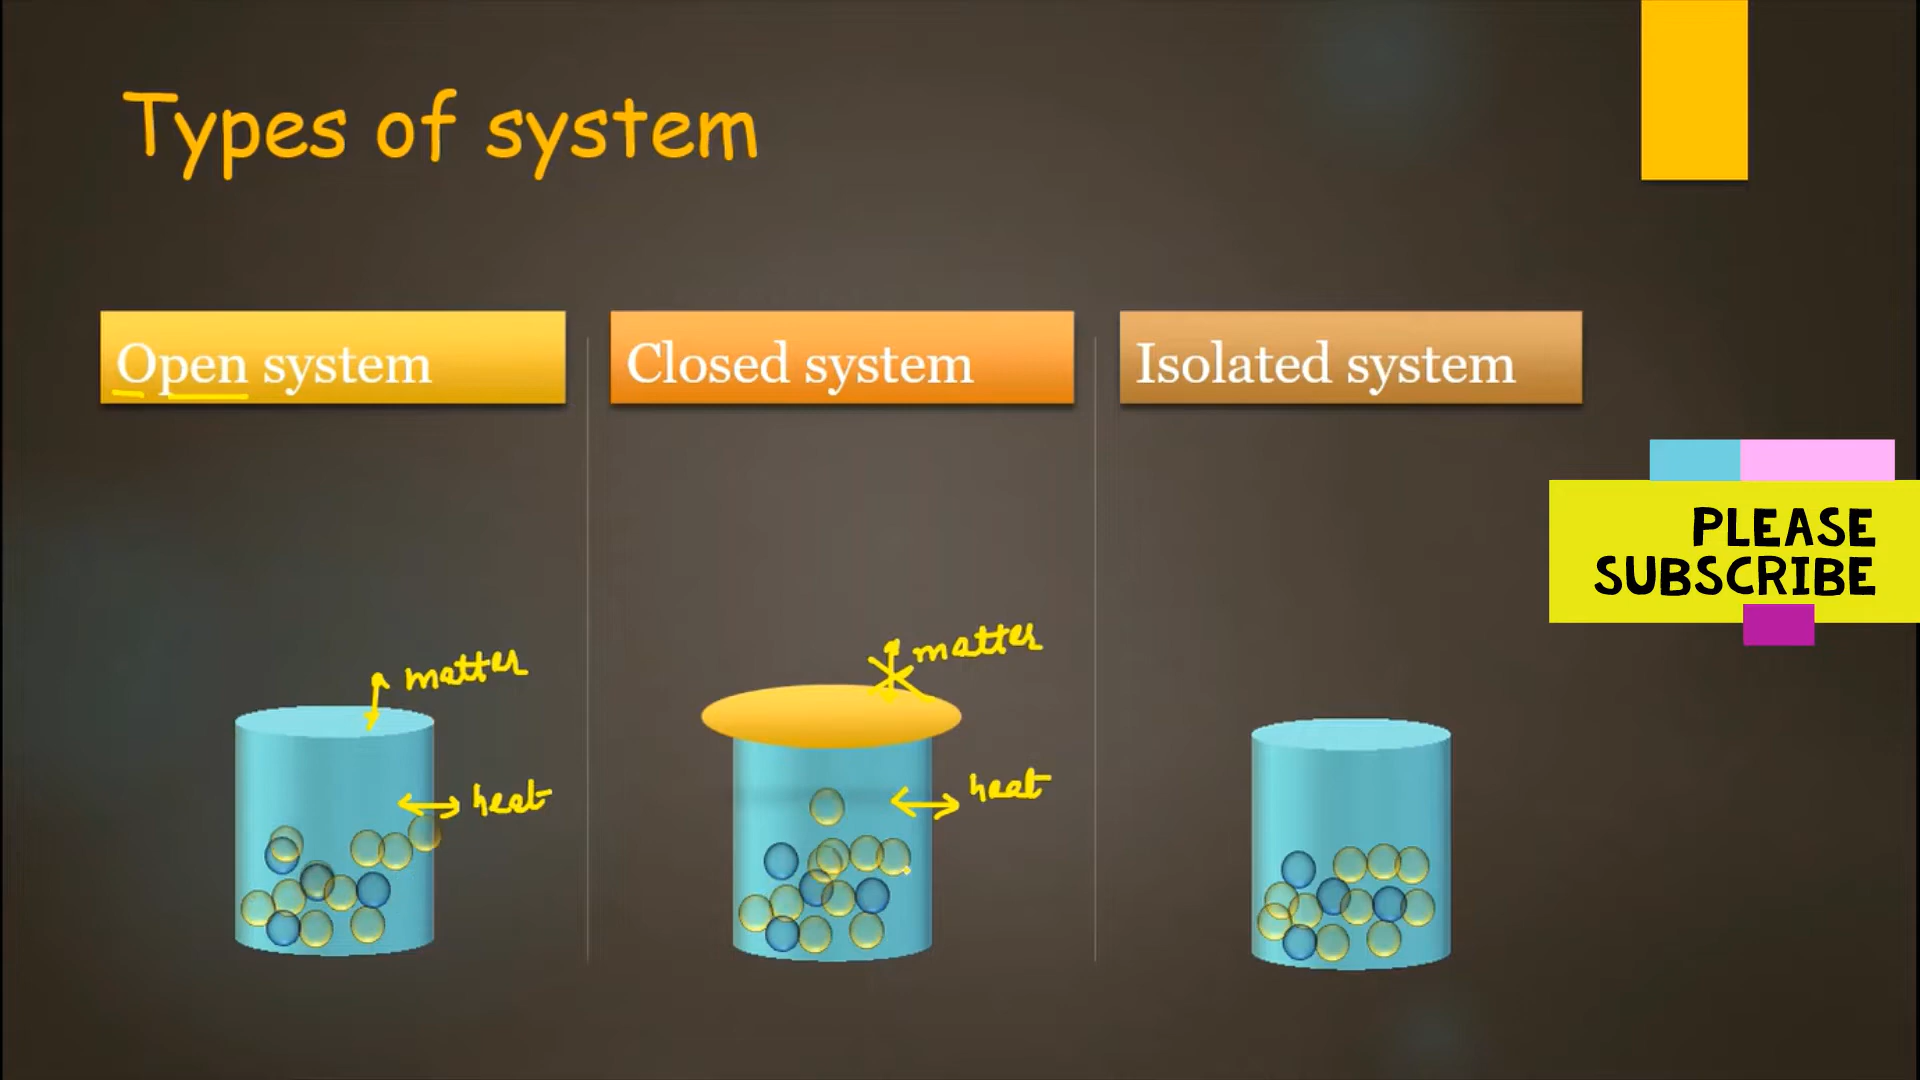 Types of system
Open system
Closed system
Isolated system
PLEASE
SUBSCRIBE
matter
matter
heat
heat